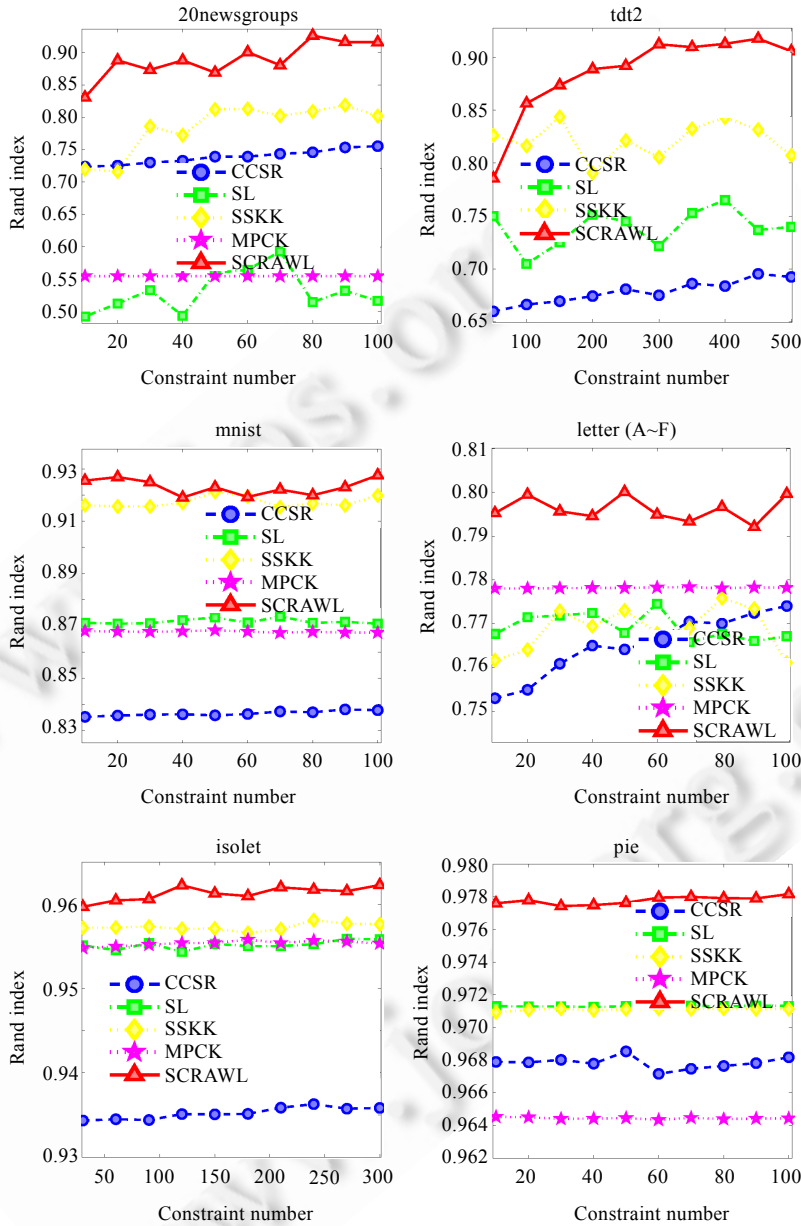 20newsgroups
0.90
0.85
0.80
0.75
0.70
0.65
0.60
0.55
0.50
Rand index
CCSR
SL
SSKK
MPCK
SCRAWL
20 40 60 80 100
Constraint number
tdt2
0.90
0.85
0.80
0.75
0.70
0.65
Rand index
CCSR
SL
SSKK
SCRAWL
100 200 300 400 500
Constraint number
mnist
0.93
0.91
0.89
0.87
0.85
0.83
Rand index
CCSR
SL
SSKK
MPCK
SCRAWL
20 40 60 80 100
Constraint number
letter (A~F)
0.81
0.80
0.79
0.78
0.77
0.76
0.75
Rand index
CCSR
SL
SSKK
MPCK
SCRAWL
20 40 60 80 100
Constraint number
isolet
0.96
0.95
0.94
0.93
Rand index
CCSR
SL
SSKK
MPCK
SCRAWL
50 100 150 200 250 300
Constraint number
pie
0.980
0.978
0.976
0.974
0.972
0.970
0.968
0.966
0.964
0.962
Rand index
CCSR
SL
SSKK
MPCK
SCRAWL
20 40 60 80 100
Constraint number